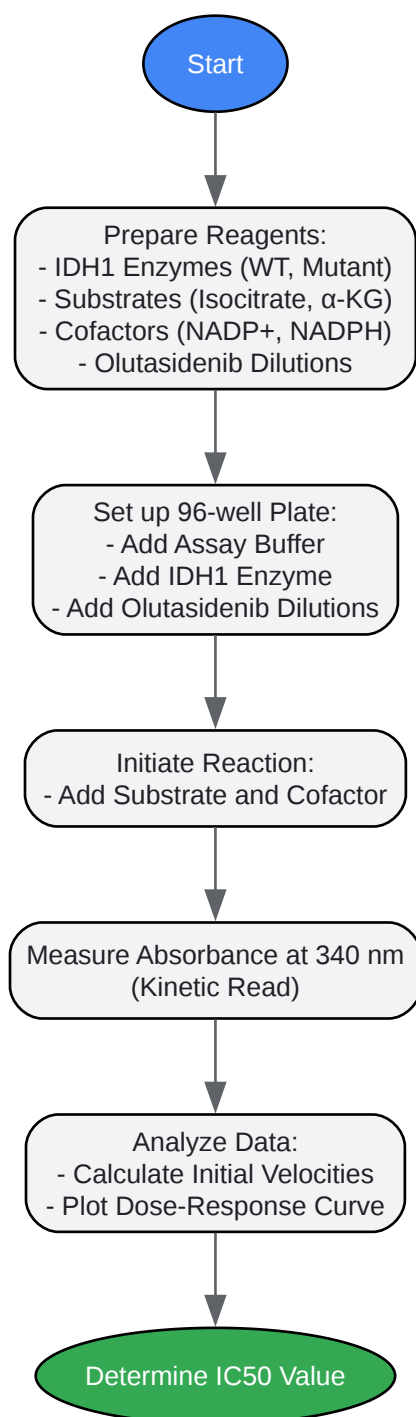 Start
Prepare Reagents:
- IDH1 Enzymes (WT, Mutant)
- Substrates (Isocitrate, α-KG)
- Cofactors (NADP+, NADPH)
- Olutasidenib Dilutions
Set up 96-well Plate:
- Add Assay Buffer
- Add IDH1 Enzyme
- Add Olutasidenib Dilutions
Initiate Reaction:
- Add Substrate and Cofactor
Measure Absorbance at 340 nm
(Kinetic Read)
Analyze Data:
- Calculate Initial Velocities
- Plot Dose-Response Curve
Determine IC50 Value